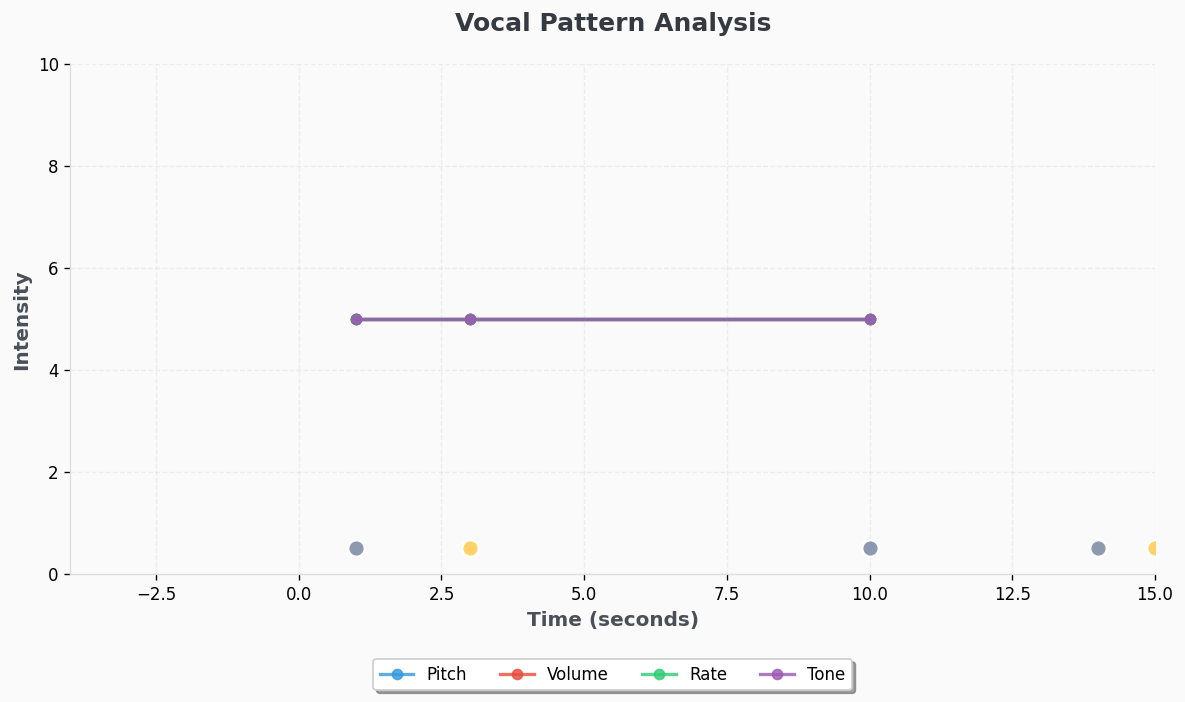 Vocal Pattern Analysis
10
8
6
4
2
0
Intensity
−2.5 0.0 2.5 5.0 7.5 10.0 12.5 15.0
Time (seconds)
Pitch Volume Rate Tone